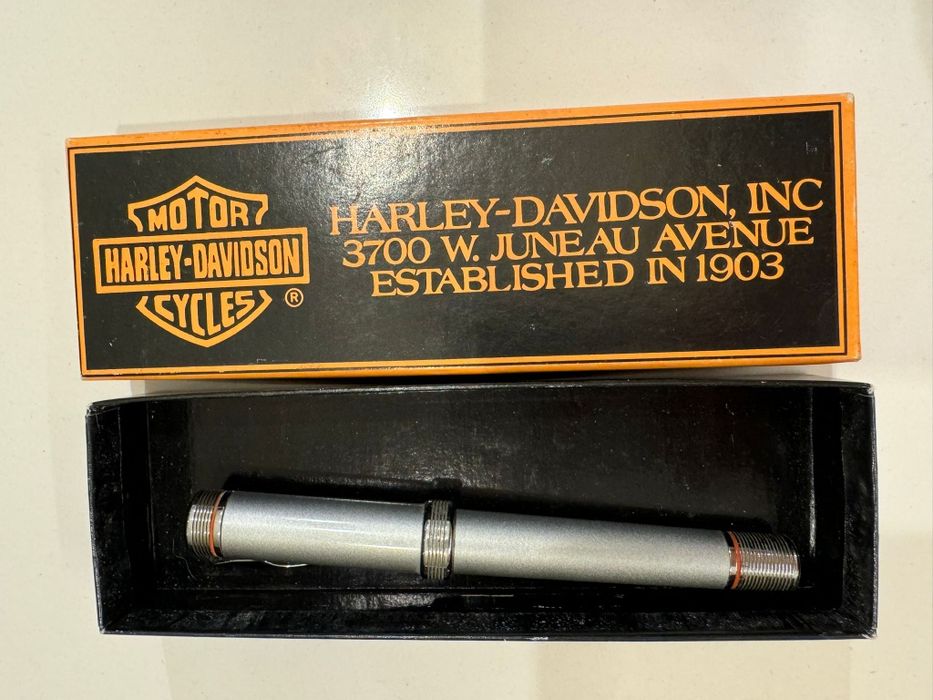 MOTOR
HARLEY-DAVIDSON
CYCLES
®
HARLEY-DAVIDSON, INC
3700 W. JUNEAU AVENUE
ESTABLISHED IN 1903